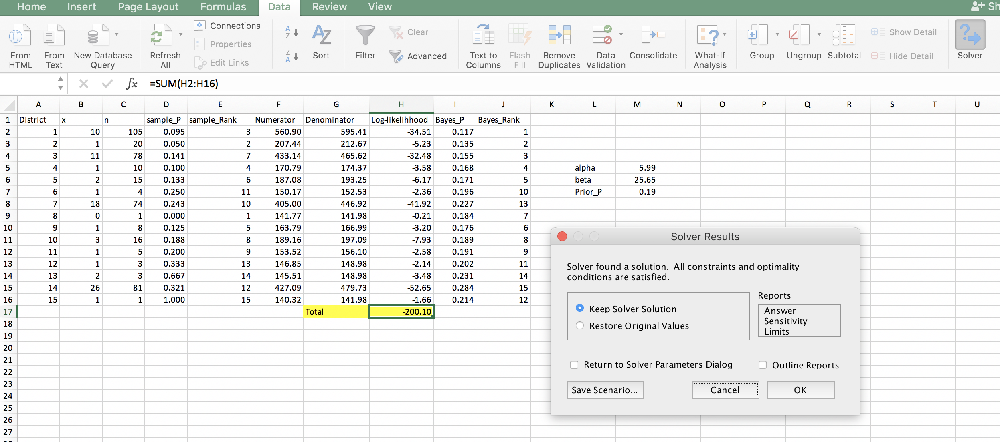 Home Insert Page Layout Formulas Data Review View Sh
From HTML
From Text
New Database Query
Refresh All
Connections
Properties
Edit Links
A Z
Z A
AZ
Sort
Filter
Clear
Advanced
Text to Columns
Flash Fill
Remove Duplicates
Data Validation
Consolidate
What-If Analysis
Group
Ungroup
Subtotal
Show Detail
Hide Detail
Solver
fx =SUM(H2:H16)
A B C D E F G H I J K L M N O P Q R S T U
1 District x n sample_P sample_Rank Numerator Denominator Log-likelihhood Bayes_P Bayes_Rank
2 1 10 105 0.095 3 560.90 595.41 -34.51 0.117 1
3 2 1 20 0.050 2 207.44 212.67 -5.23 0.135 2
4 3 11 78 0.141 7 433.14 465.62 -32.48 0.155 3
5 4 1 10 0.100 4 170.79 174.37 -3.58 0.168 4 alpha 5.99
6 5 2 15 0.133 6 187.08 193.25 -6.17 0.171 5 beta 25.65
7 6 1 4 0.250 11 150.17 152.53 -2.36 0.196 10 Prior_P 0.19
8 7 18 74 0.243 10 405.00 446.92 -41.92 0.227 13
9 8 0 1 0.000 1 141.77 141.98 -0.21 0.184 7
10 9 1 8 0.125 5 163.79 166.99 -3.20 0.176 6
11 10 3 16 0.188 8 189.16 197.09 -7.93 0.189 8
12 11 1 5 0.200 9 153.52 156.10 -2.58 0.191 9
13 12 1 3 0.333 13 146.85 148.98 -2.14 0.202 11
14 13 2 3 0.667 14 145.51 148.98 -3.48 0.231 14
15 14 26 81 0.321 12 427.09 479.73 -52.65 0.284 15
16 15 1 1 1.000 15 140.32 141.98 -1.66 0.214 12
17 Total -200.10
18
19
20
21
22
23
24
25
26
27
Solver Results
Solver found a solution. All constraints and optimality
conditions are satisfied.
Keep Solver Solution
Restore Original Values
Reports
Answer
Sensitivity
Limits
Return to Solver Parameters Dialog
Outline Reports
Save Scenario... Cancel OK